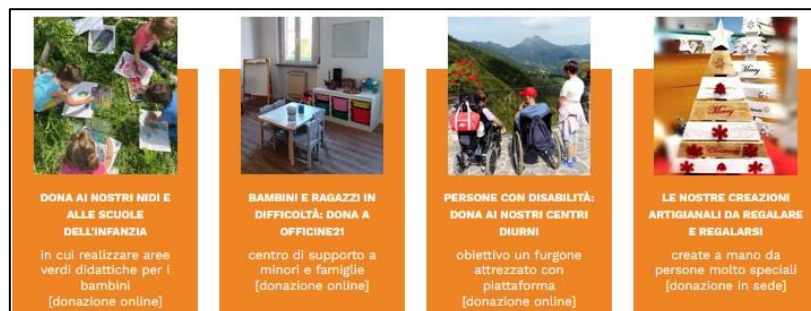 DONA AI NOSTRI NIDI E
ALLE SCUOLE
DELL'INFANZIA
in cui realizzare aree
verdi didattiche per i
bambini
[donazione online]
BAMBINI E RAGAZZI IN
DIFFICOLTÀ: DONA A
OFFICINE21
centro di supporto a
minori e famiglie
[donazione online]
PERSONE CON DISABILITÀ:
DONA AI NOSTRI CENTRI
DIURNI
obiettivo un furgone
attrezzato con
piattaforma
[donazione online]
Merry
Merry
Christmas
LE NOSTRE CREAZIONI
ARTIGIANALI DA REGALARE
E REGALARSI
create a mano da
persone molto speciali
[donazione in sede]